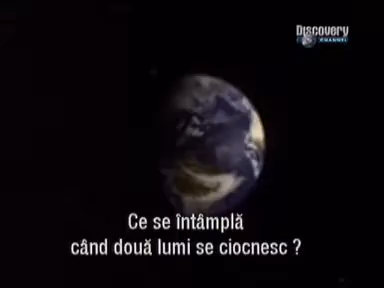 Discovery
CHANNEL
Ce se întâmplă
când două lumi se ciocnesc ?